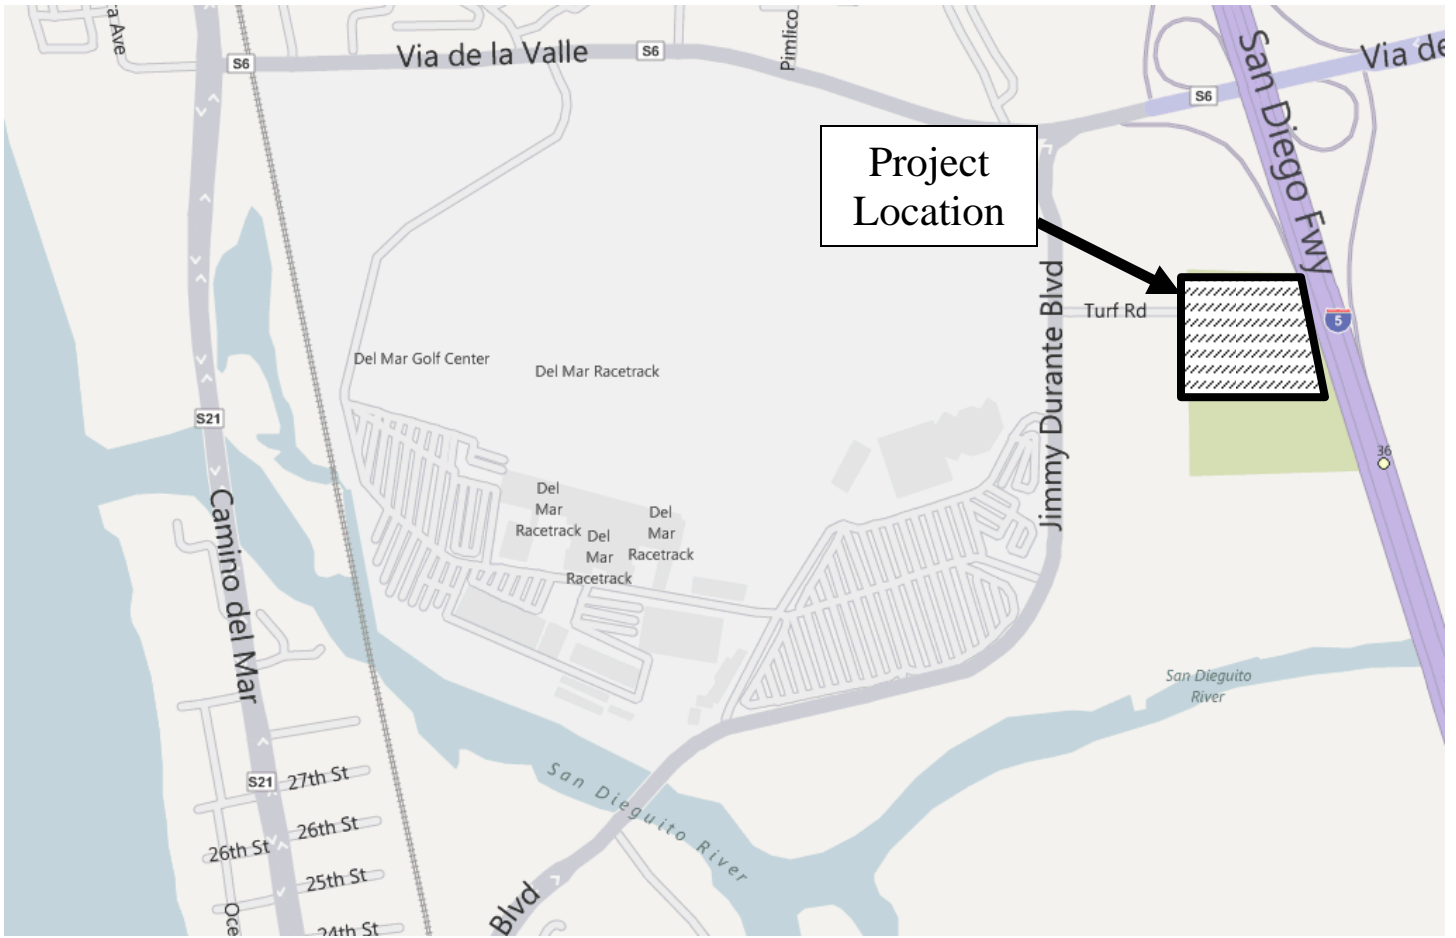 ra Ave
S6
Via de la Valle
S6
Pimlico
San Diego Fwy
Via de
S6
Project
Location
Jimmy Durante Blvd
Turf Rd
5
Del Mar Golf Center
Del Mar Racetrack
S21
36
Camino del Mar
Del
Mar
Racetrack
Del
Mar
Racetrack
Del
Mar
Racetrack
San Dieguito
River
S21
27th St
San Dieguito River
26th St
26th St
25th St
Oce
24th St
Blvd